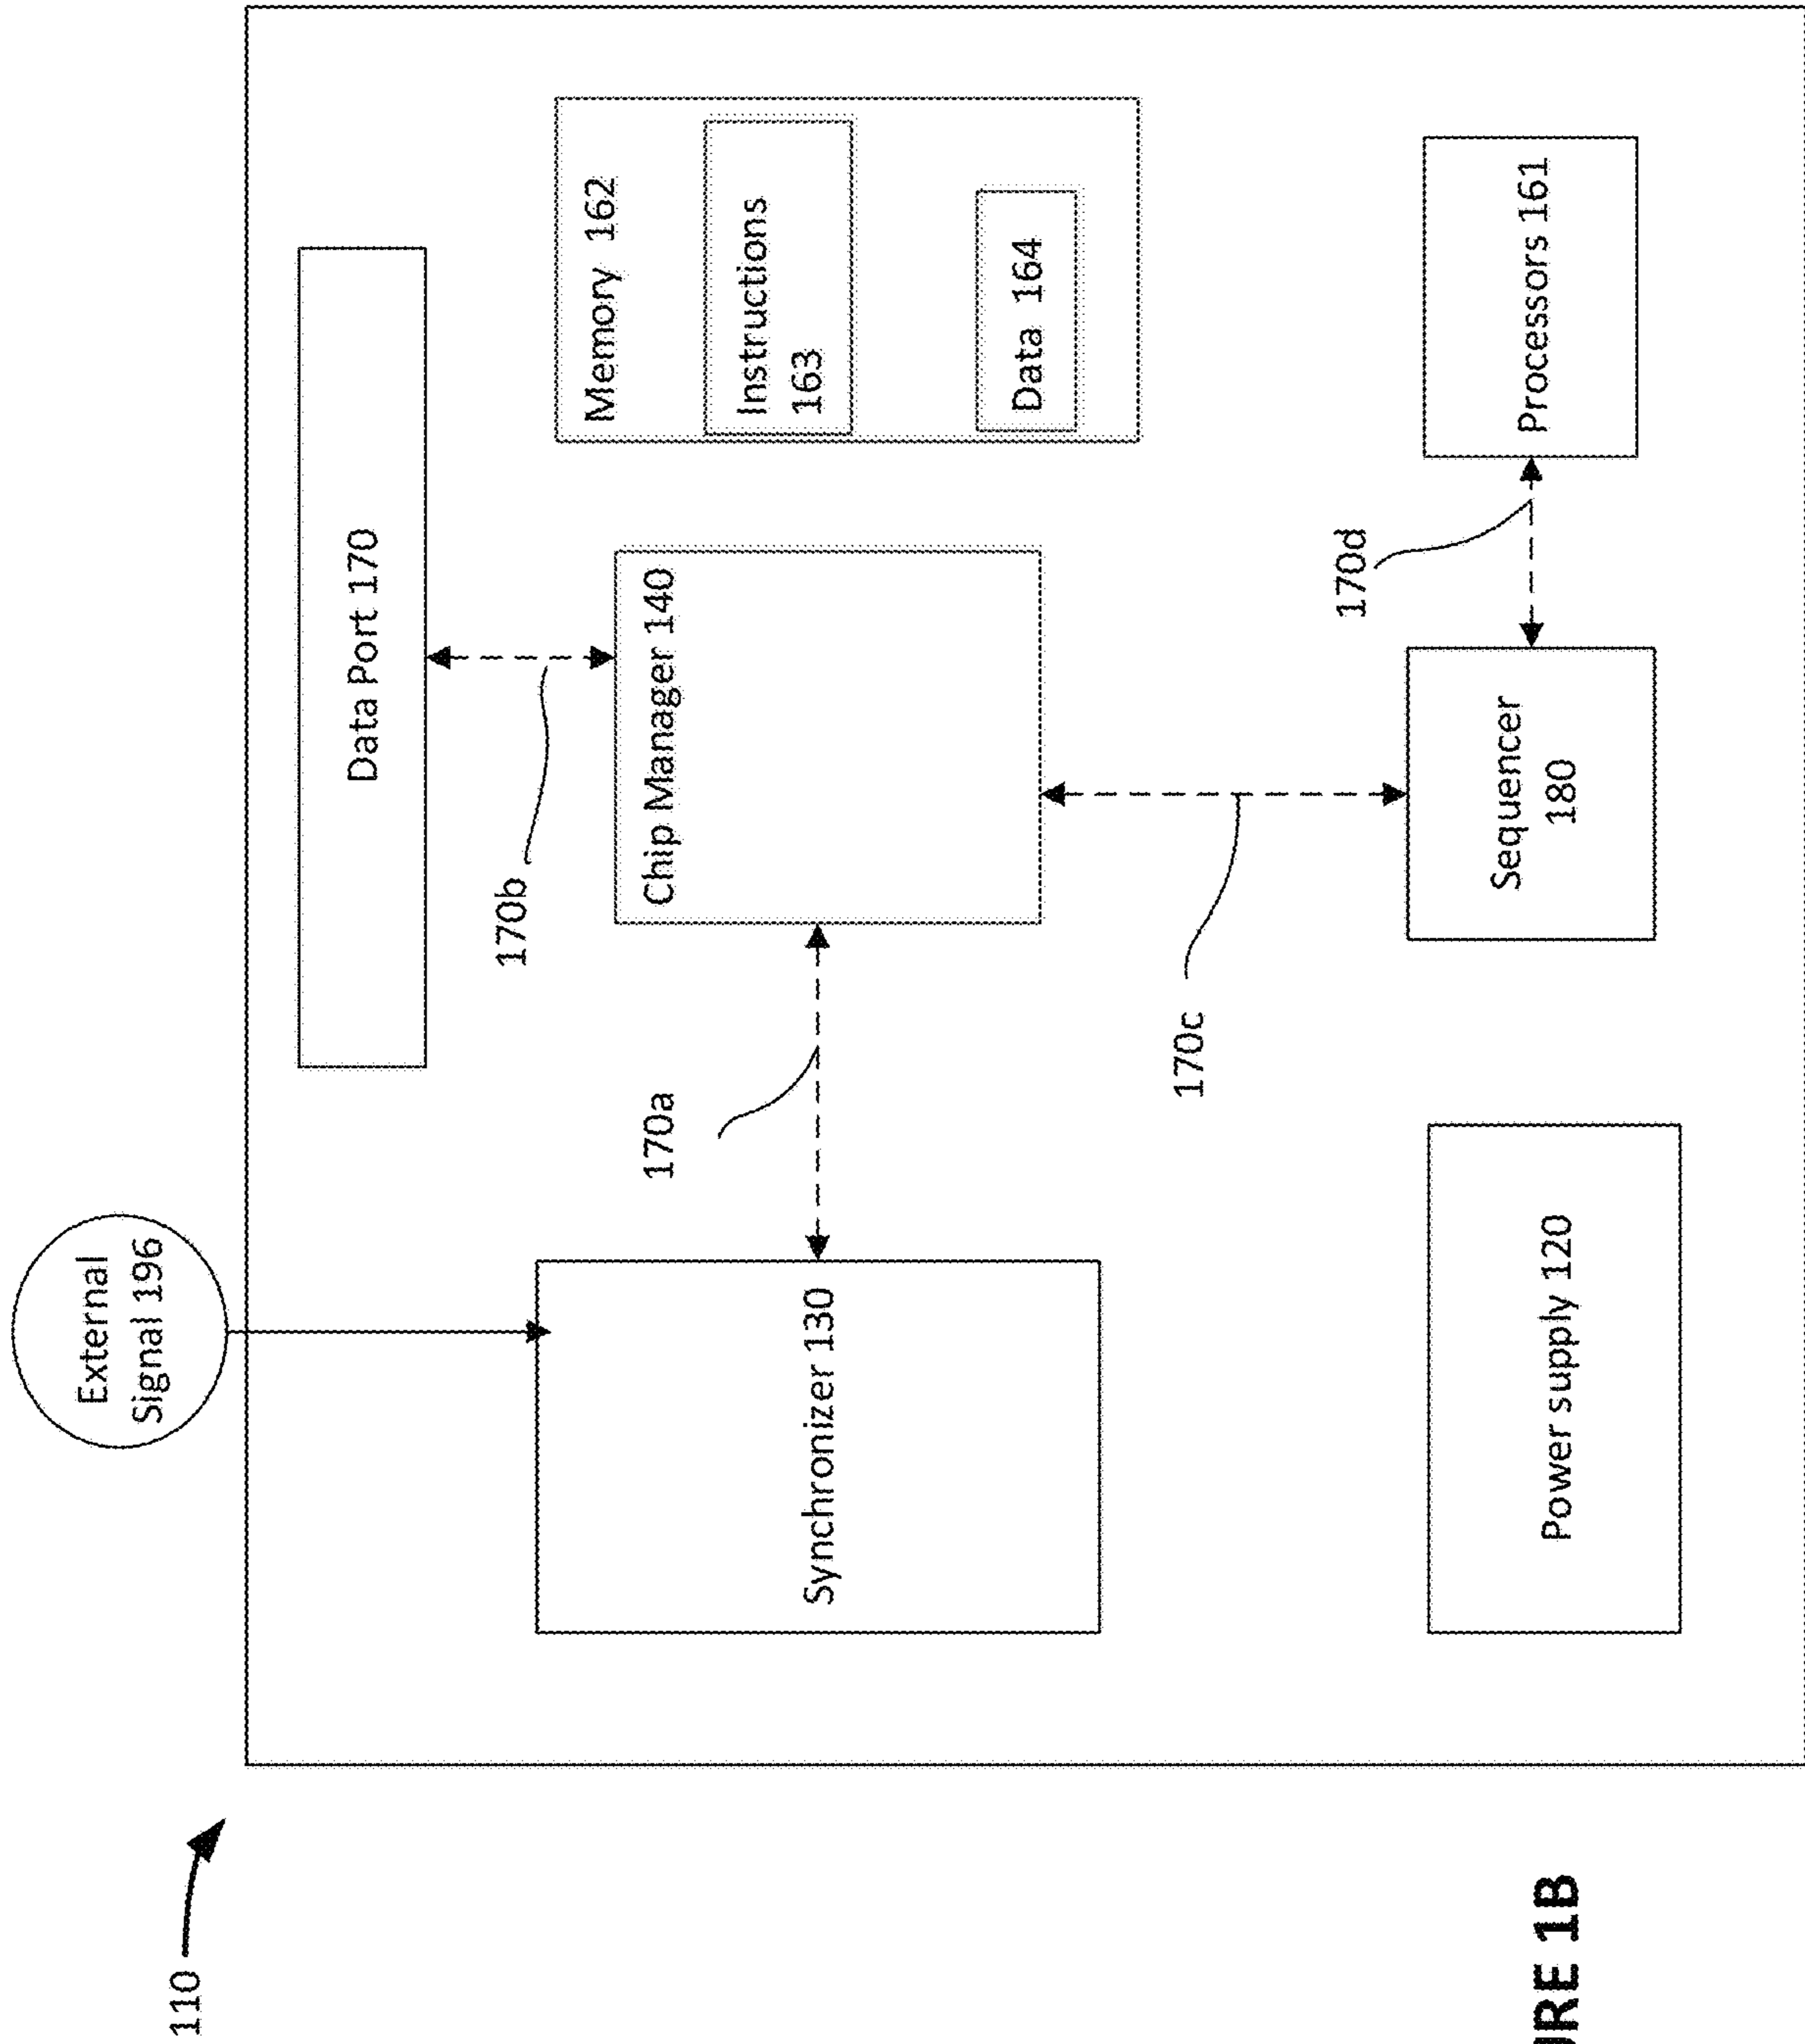 110
External
Signal 196
Data Port 170
170b
Synchronizer 130
170a
Chip Manager 140
Memory 162
Instructions
163
Data 164
170c
170d
Power supply 120
Sequencer
180
Processors 161
URE 1B